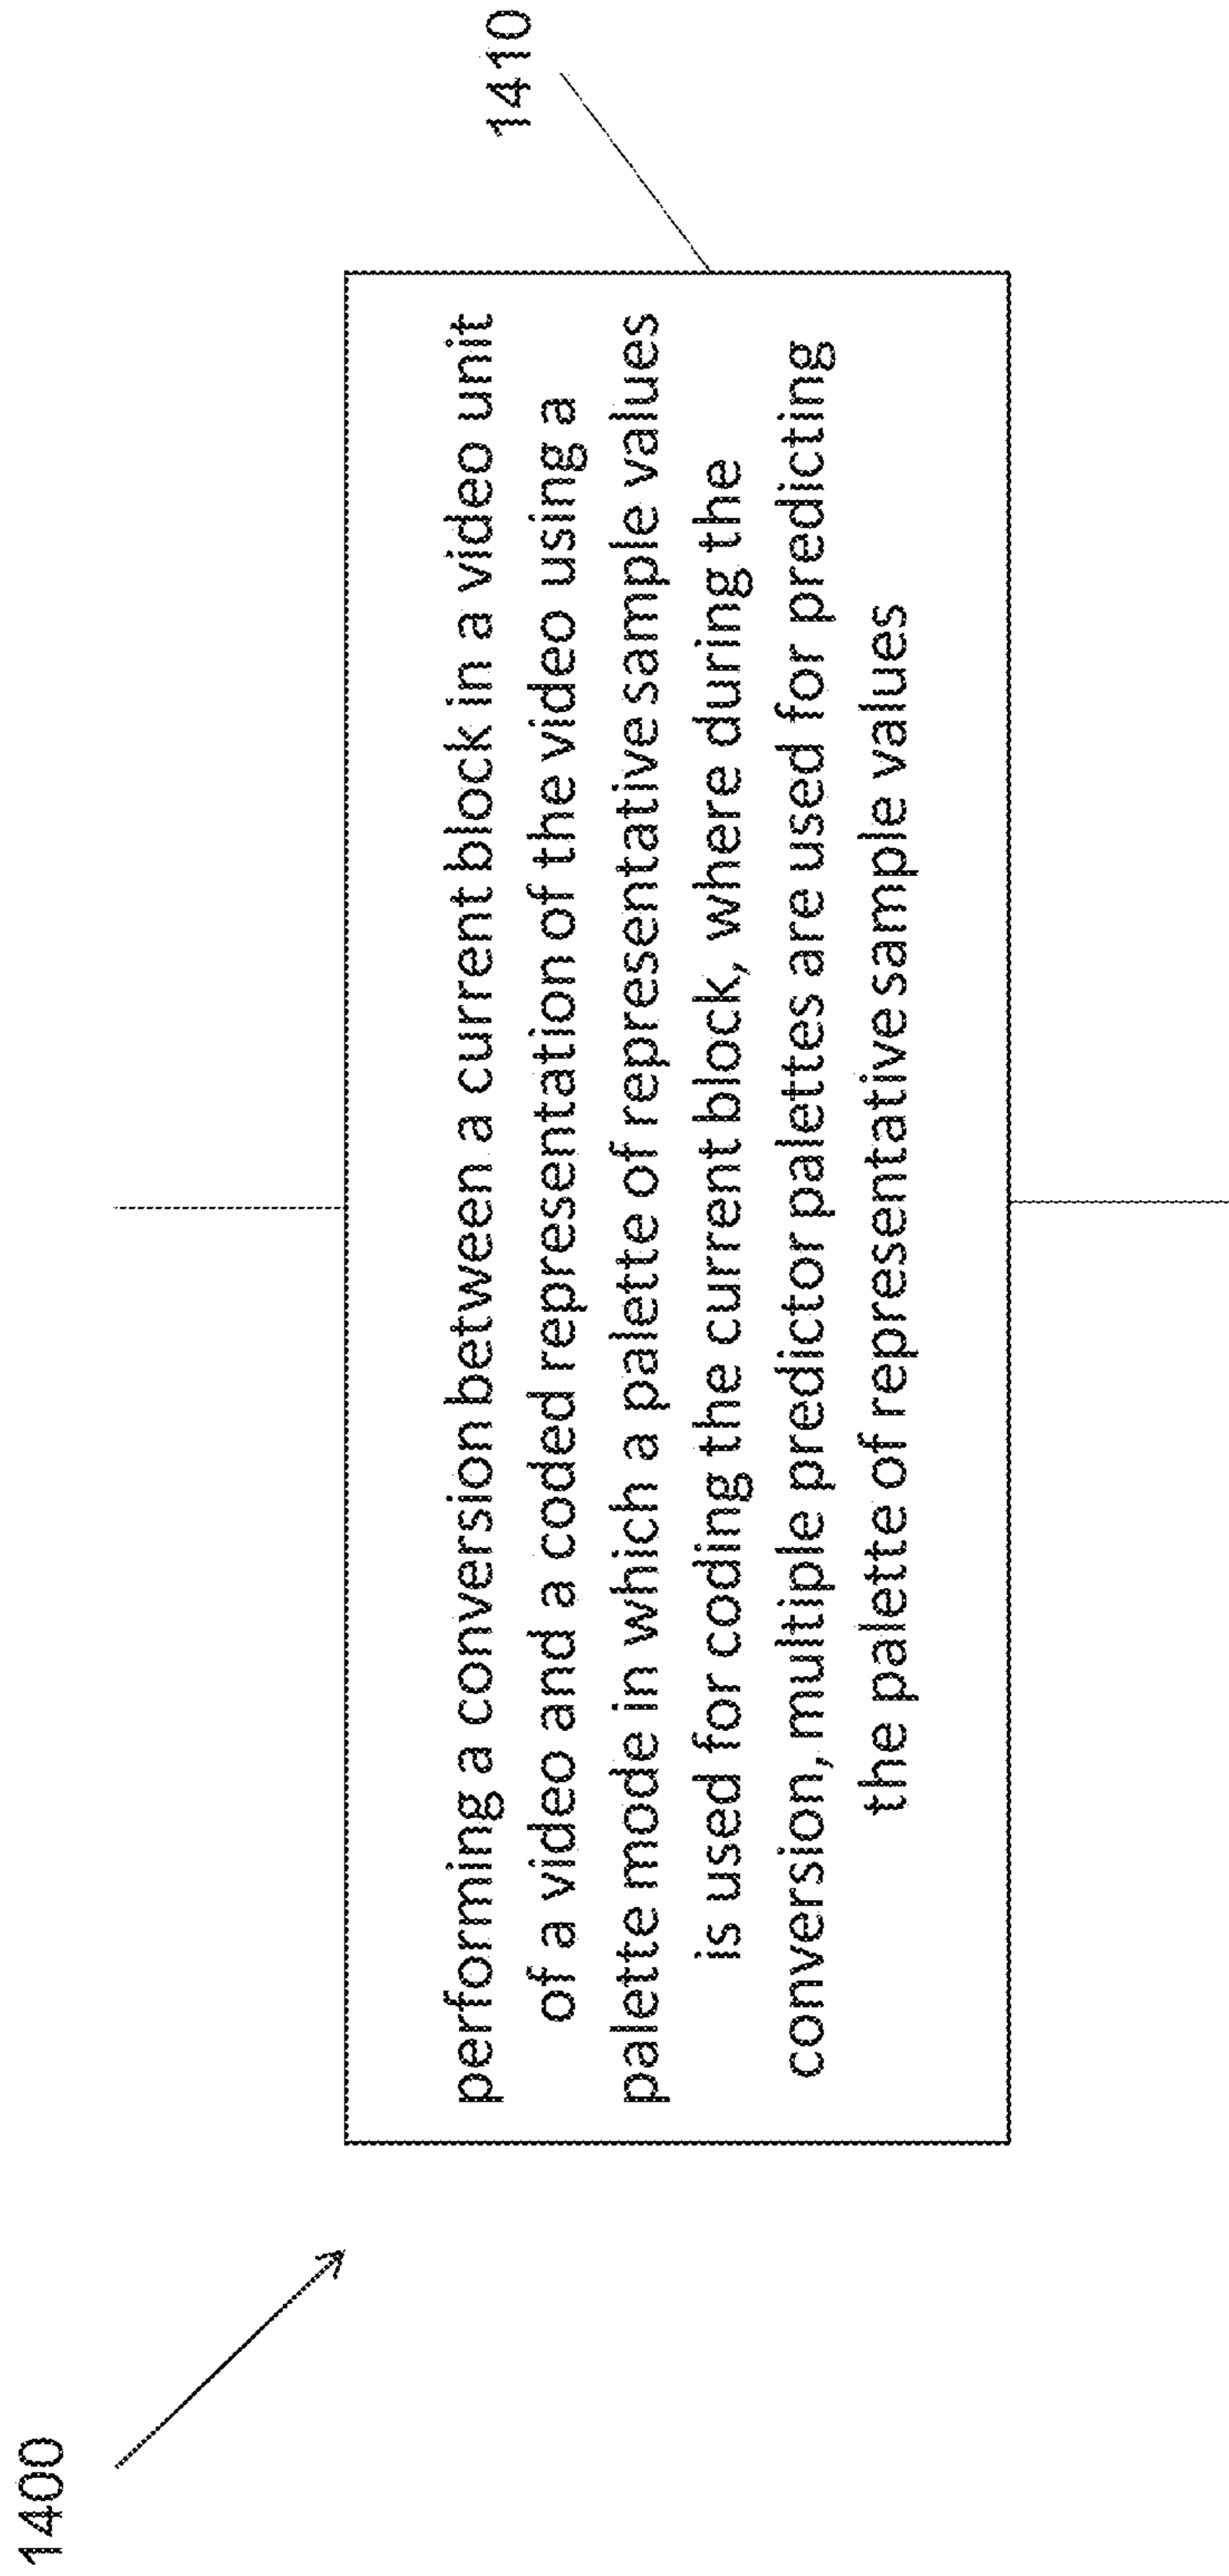 1400
1410
performing a conversion between a current block in a video unit
of a video and a coded representation of the video using a
palette mode in which a palette of representative sample values
is used for coding the current block, where during the
conversion, multiple predictor palettes are used for predicting
the palette of representative sample values